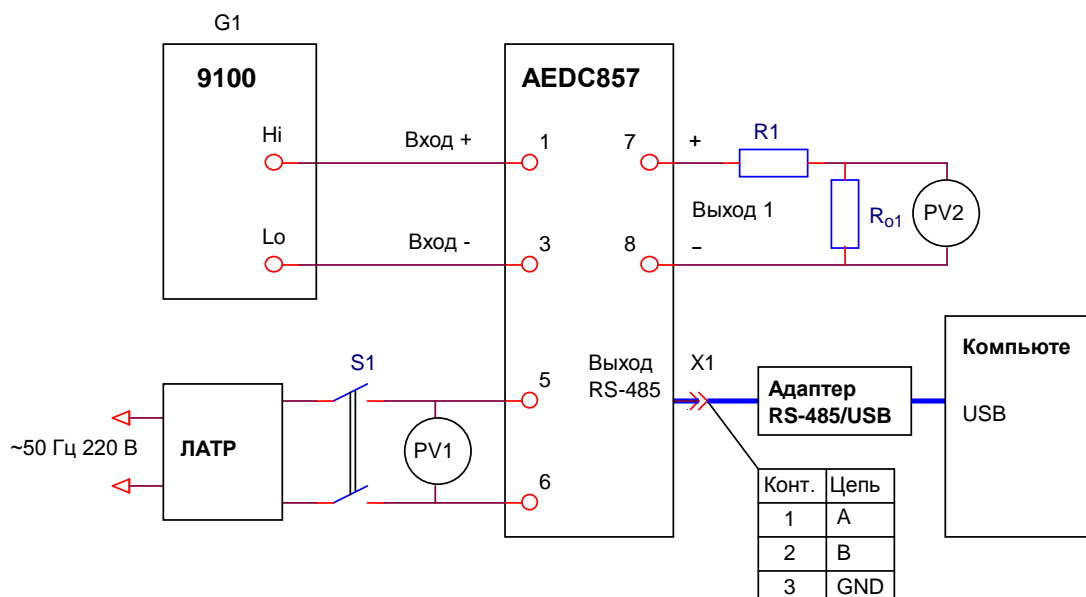 G1
9100
AEDC857
Hi
Вход +
1
7
+
R1
Выход 1
Ro1
PV2
Lo
Вход -
3
8
–
S1
5
Выход
RS-485
X1
Компьюте
Адаптер
RS-485/USB
USB
~50 Гц 220 В
ЛАТР
PV1
6
Конт. Цепь
1 A
2 B
3 GND